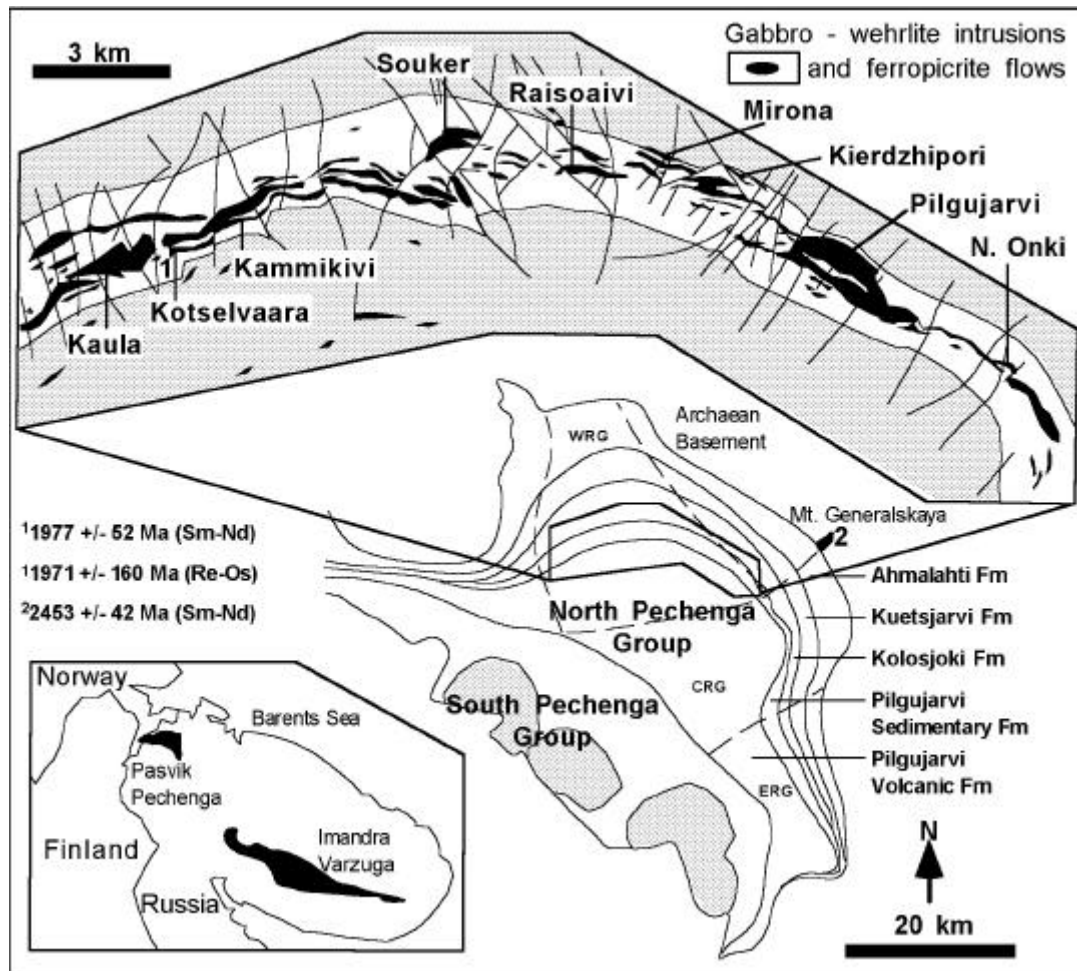 3 km
Gabbro - wehrlite intrusions
and ferropicrite flows
Souker
Raisoaivi
Mirona
Kierdzhipori
Pilgujarvi
N. Onki
1
Kammikivi
Kotselvaara
Kaula
WRG
Archaean
Basement
Mt. Generalskaya
2
¹1977 +/- 52 Ma (Sm-Nd)
¹1971 +/- 160 Ma (Re-Os)
²2453 +/- 42 Ma (Sm-Nd)
Ahmalahti Fm
Kuetsjarvi Fm
Kolosjoki Fm
Pilgujarvi
Sedimentary Fm
Pilgujarvi
Volcanic Fm
North Pechenga
Group
CRG
South Pechenga
Group
ERG
Norway
Barents Sea
Pasvik
Pechenga
Finland
Imandra
Varzuga
Russia
N
20 km